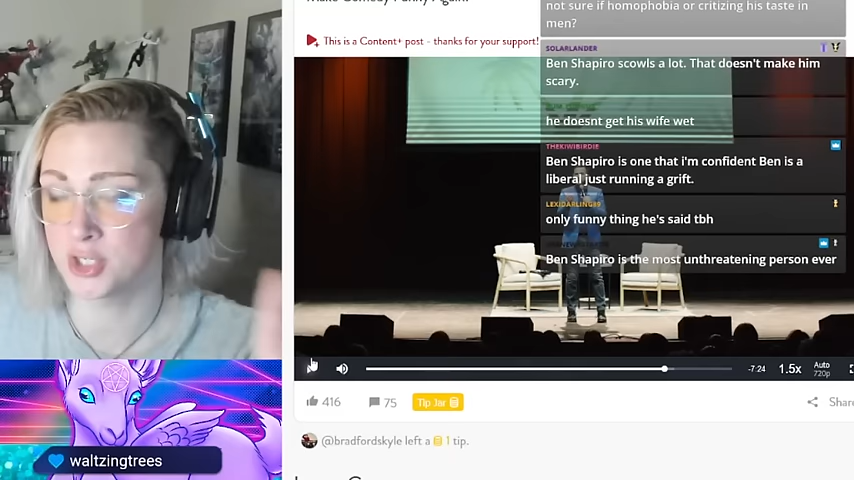 not sure if homophobia or critizing his taste in
men?
This is a Content+ post - thanks for your support!
SOLARLANDER
Ben Shapiro scowls a lot. That doesn't make him
scary.
he doesnt get his wife wet
THEKIWIBIRDIE
Ben Shapiro is one that i'm confident Ben is a
liberal just running a grift.
LEXIDARLING89
only funny thing he's said tbh
Ben Shapiro is the most unthreatening person ever
-7:24
1.5x
Auto
720p
416
75
Tip Jar
Share
@bradfordskyle left a 1 tip.
waltzingtrees